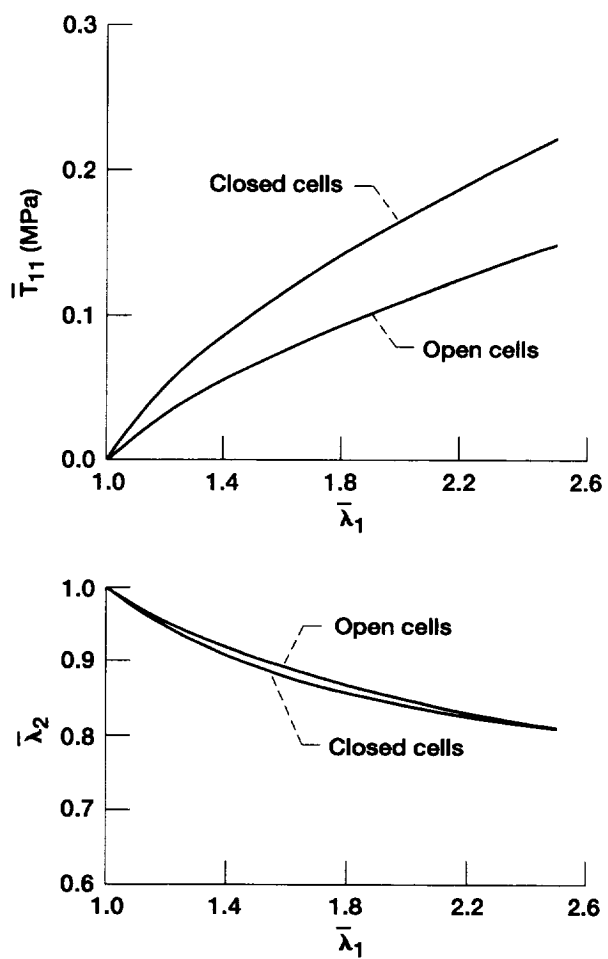 0.3
0.2
0.1
0.0
T̅₁₁ (MPa)
Closed cells
Open cells
1.0 1.4 1.8 2.2 2.6
λ̅₁
1.0
0.9
0.8
0.7
0.6
λ̅₂
Open cells
Closed cells
1.0 1.4 1.8 2.2 2.6
λ̅₁